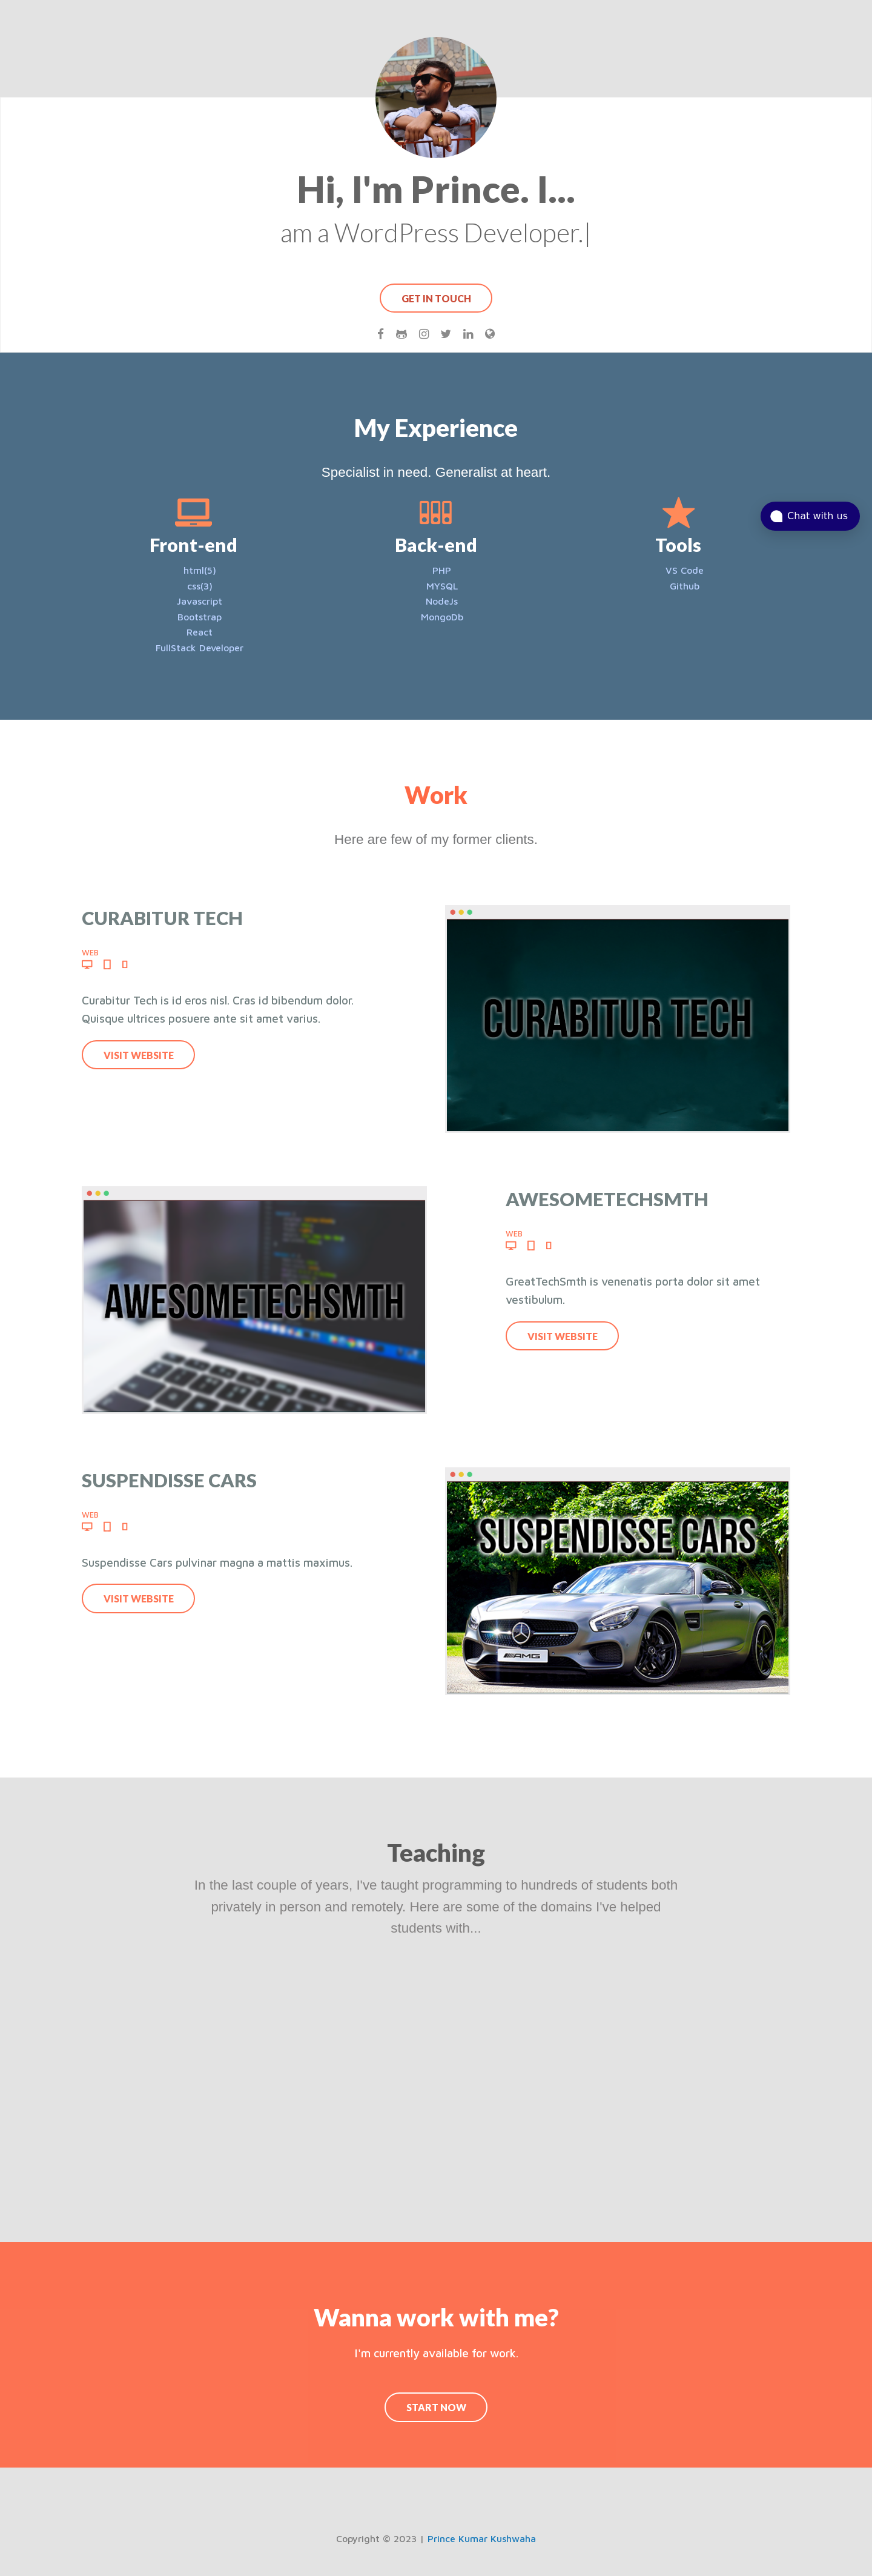 Hi, I'm Prince. I...
am a WordPress Developer.|
GET IN TOUCH
My Experience
Specialist in need. Generalist at heart.
Front-end
html(5)
css(3)
Javascript
Bootstrap
React
FullStack Developer
Back-end
PHP
MYSQL
NodeJs
MongoDb
Tools
VS Code
Github
Chat with us
Work
Here are few of my former clients.
CURABITUR TECH
WEB
Curabitur Tech is id eros nisl. Cras id bibendum dolor.
Quisque ultrices posuere ante sit amet varius.
VISIT WEBSITE
CURABITUR TECH
AWESOMETECHSMTH
AWESOMETECHSMTH
WEB
GreatTechSmth is venenatis porta dolor sit amet
vestibulum.
VISIT WEBSITE
SUSPENDISSE CARS
WEB
Suspendisse Cars pulvinar magna a mattis maximus.
VISIT WEBSITE
SUSPENDISSE CARS
AMG
Teaching
In the last couple of years, I've taught programming to hundreds of students both
privately in person and remotely. Here are some of the domains I've helped
students with...
Wanna work with me?
I'm currently available for work.
START NOW
Copyright © 2023 | Prince Kumar Kushwaha